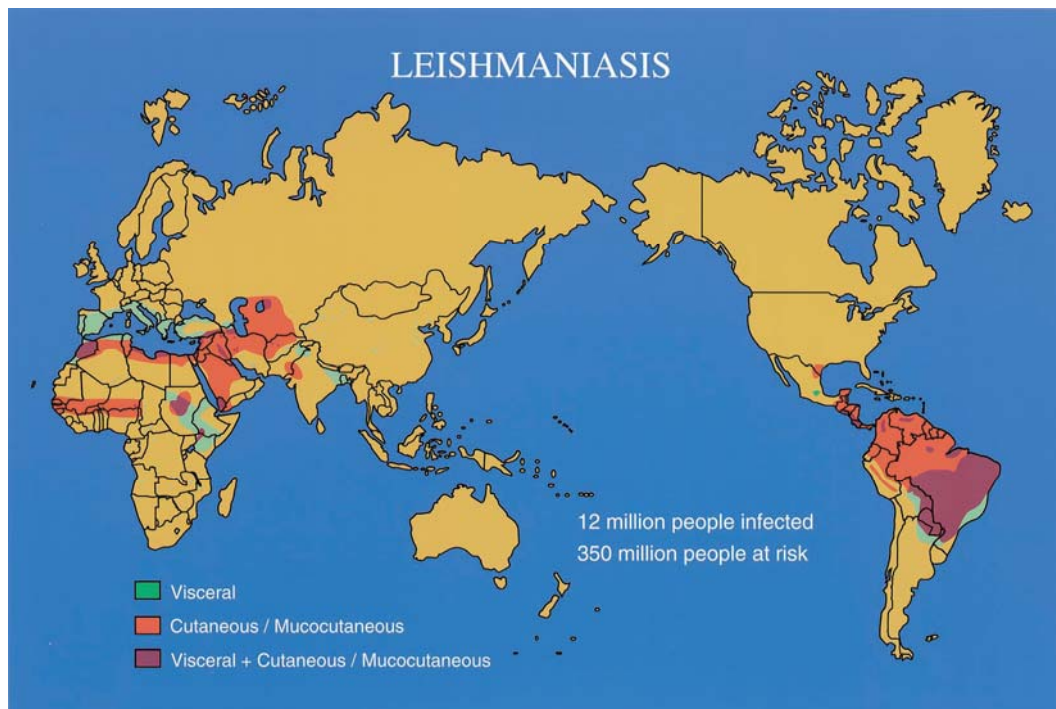 LEISHMANIASIS
12 million people infected
350 million people at risk
Visceral
Cutaneous / Mucocutaneous
Visceral + Cutaneous / Mucocutaneous